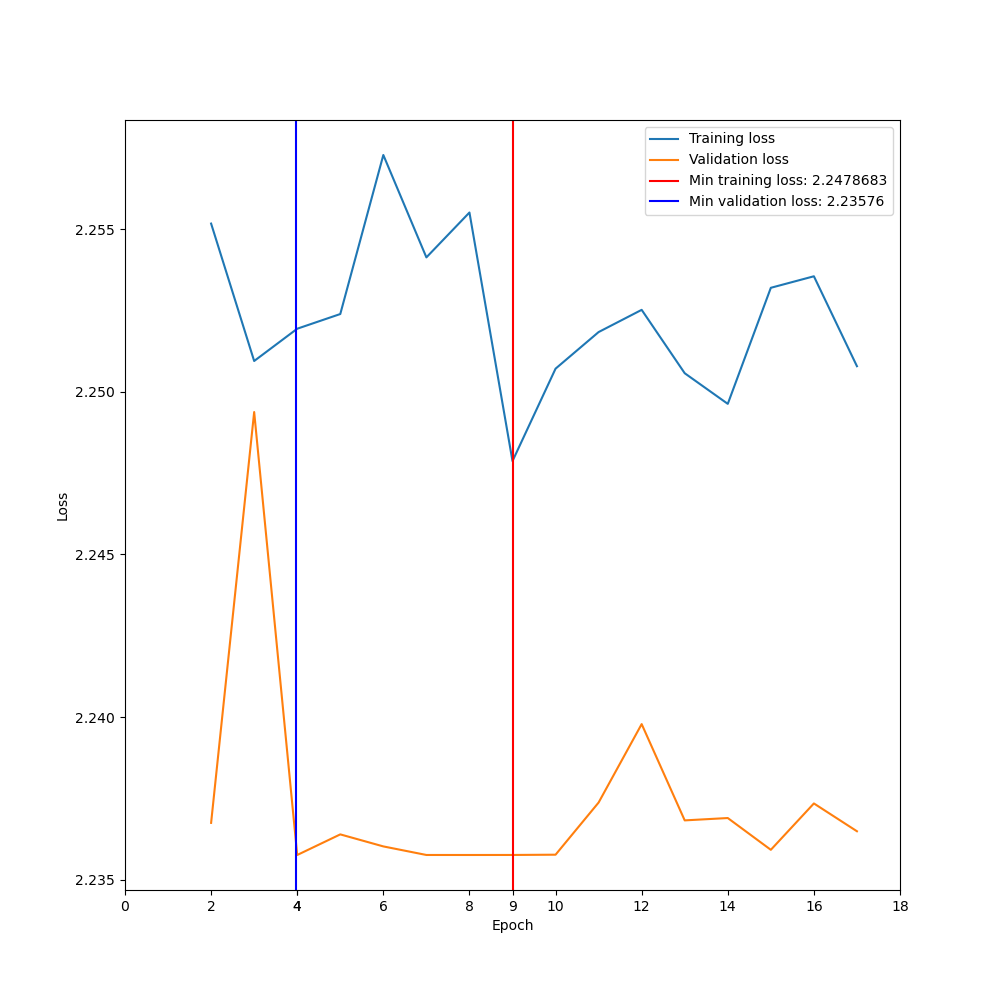 Training loss
Validation loss
Min training loss: 2.2478683
Min validation loss: 2.23576
2.255
2.250
2.245
2.240
2.235
Loss
0 2 4 6 8 9 10 12 14 16 18
Epoch